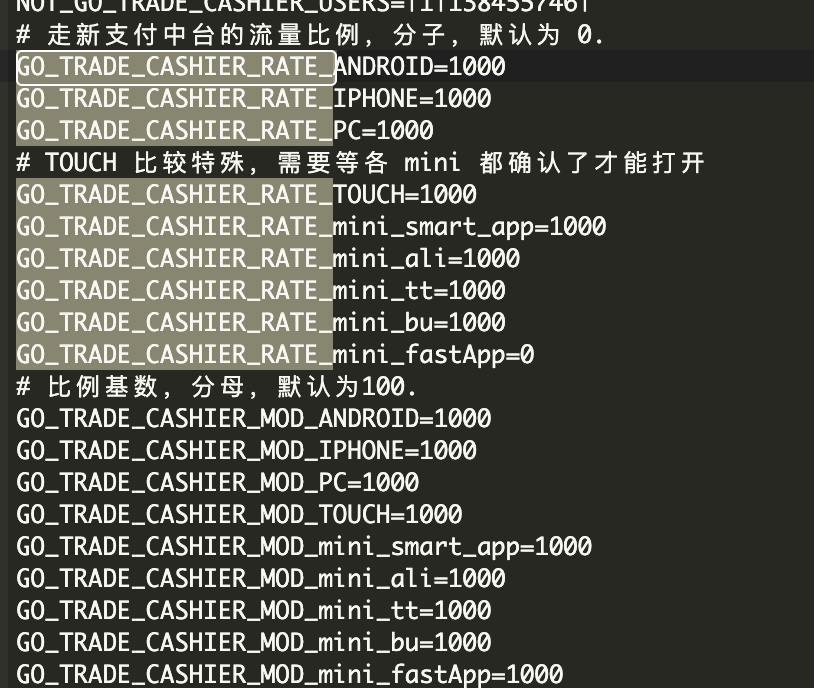 NOT_GO_TRADE_CASHIER_USERS=
# 走新支付中台的流量比例, 分子, 默认为 0.
GO_TRADE_CASHIER_RATE_ANDROID=1000
GO_TRADE_CASHIER_RATE_IPHONE=1000
GO_TRADE_CASHIER_RATE_PC=1000
# TOUCH 比较特殊, 需要等各 mini 都确认了才能打开
GO_TRADE_CASHIER_RATE_TOUCH=1000
GO_TRADE_CASHIER_RATE_mini_smart_app=1000
GO_TRADE_CASHIER_RATE_mini_ali=1000
GO_TRADE_CASHIER_RATE_mini_tt=1000
GO_TRADE_CASHIER_RATE_mini_bu=1000
GO_TRADE_CASHIER_RATE_mini_fastApp=0
# 比例基数, 分母, 默认为100.
GO_TRADE_CASHIER_MOD_ANDROID=1000
GO_TRADE_CASHIER_MOD_IPHONE=1000
GO_TRADE_CASHIER_MOD_PC=1000
GO_TRADE_CASHIER_MOD_TOUCH=1000
GO_TRADE_CASHIER_MOD_mini_smart_app=1000
GO_TRADE_CASHIER_MOD_mini_ali=1000
GO_TRADE_CASHIER_MOD_mini_tt=1000
GO_TRADE_CASHIER_MOD_mini_bu=1000
GO_TRADE_CASHIER_MOD_mini_fastApp=1000